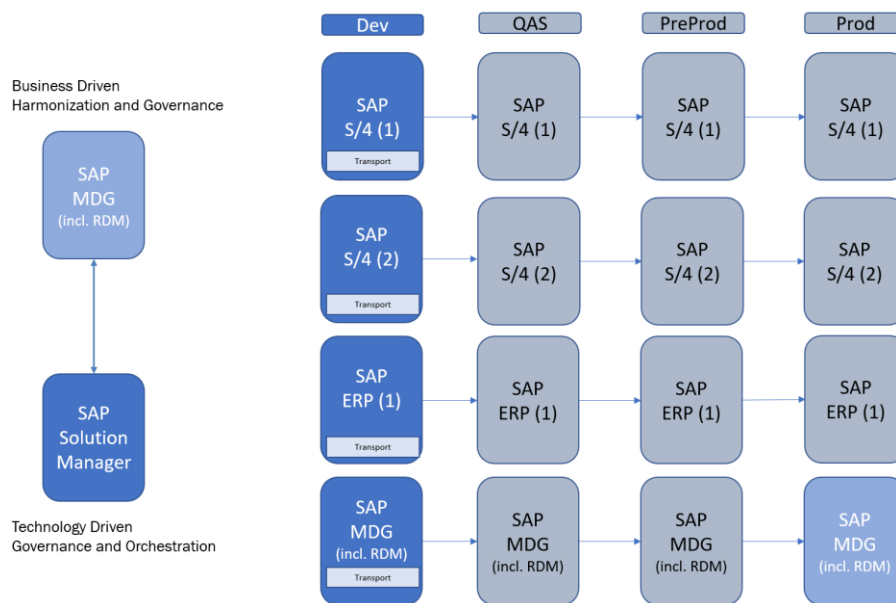 Business Driven
Harmonization and Governance
SAP
MDG
(incl. RDM)
SAP
Solution
Manager
Technology Driven
Governance and Orchestration
Dev
QAS
PreProd
Prod
SAP
S/4 (1)
Transport
SAP
S/4 (1)
SAP
S/4 (1)
SAP
S/4 (1)
SAP
S/4 (2)
Transport
SAP
S/4 (2)
SAP
S/4 (2)
SAP
S/4 (2)
SAP
ERP (1)
Transport
SAP
ERP (1)
SAP
ERP (1)
SAP
ERP (1)
SAP
MDG
(incl. RDM)
Transport
SAP
MDG
(incl. RDM)
SAP
MDG
(incl. RDM)
SAP
MDG
(incl. RDM)